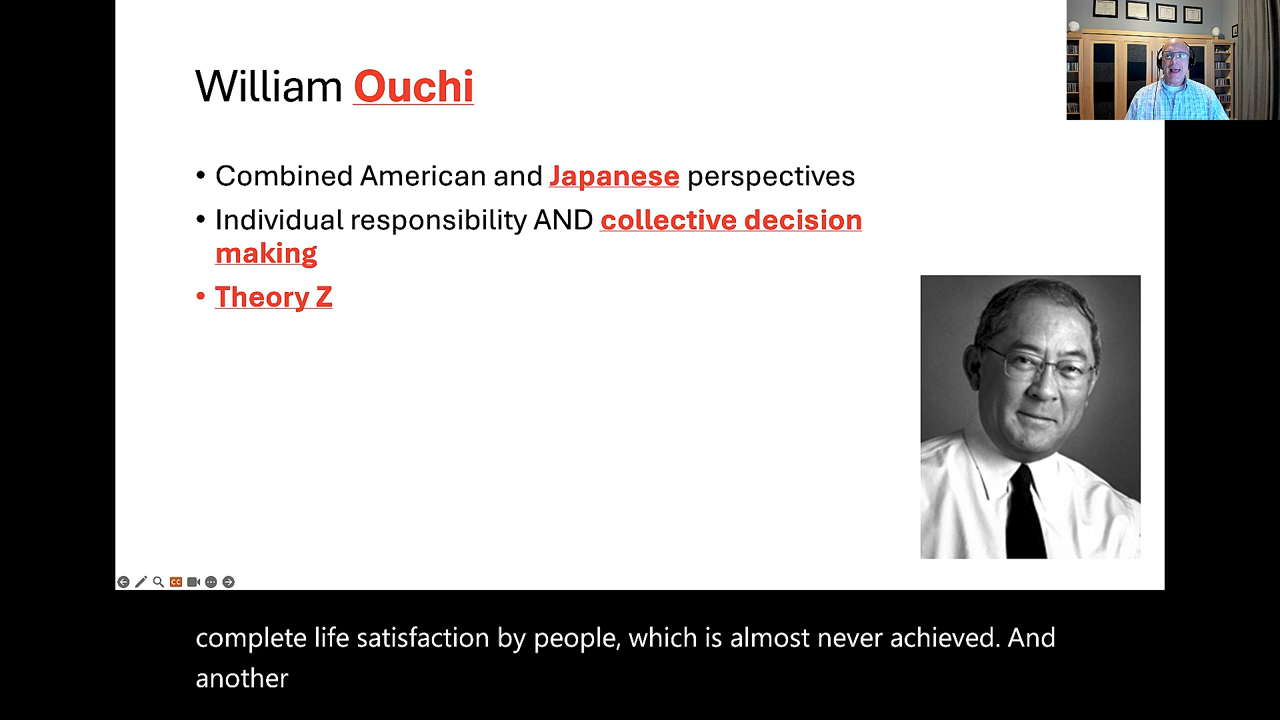 William Ouchi
• Combined American and Japanese perspectives
• Individual responsibility AND collective decision
making
• Theory Z
CC
complete life satisfaction by people, which is almost never achieved. And
another